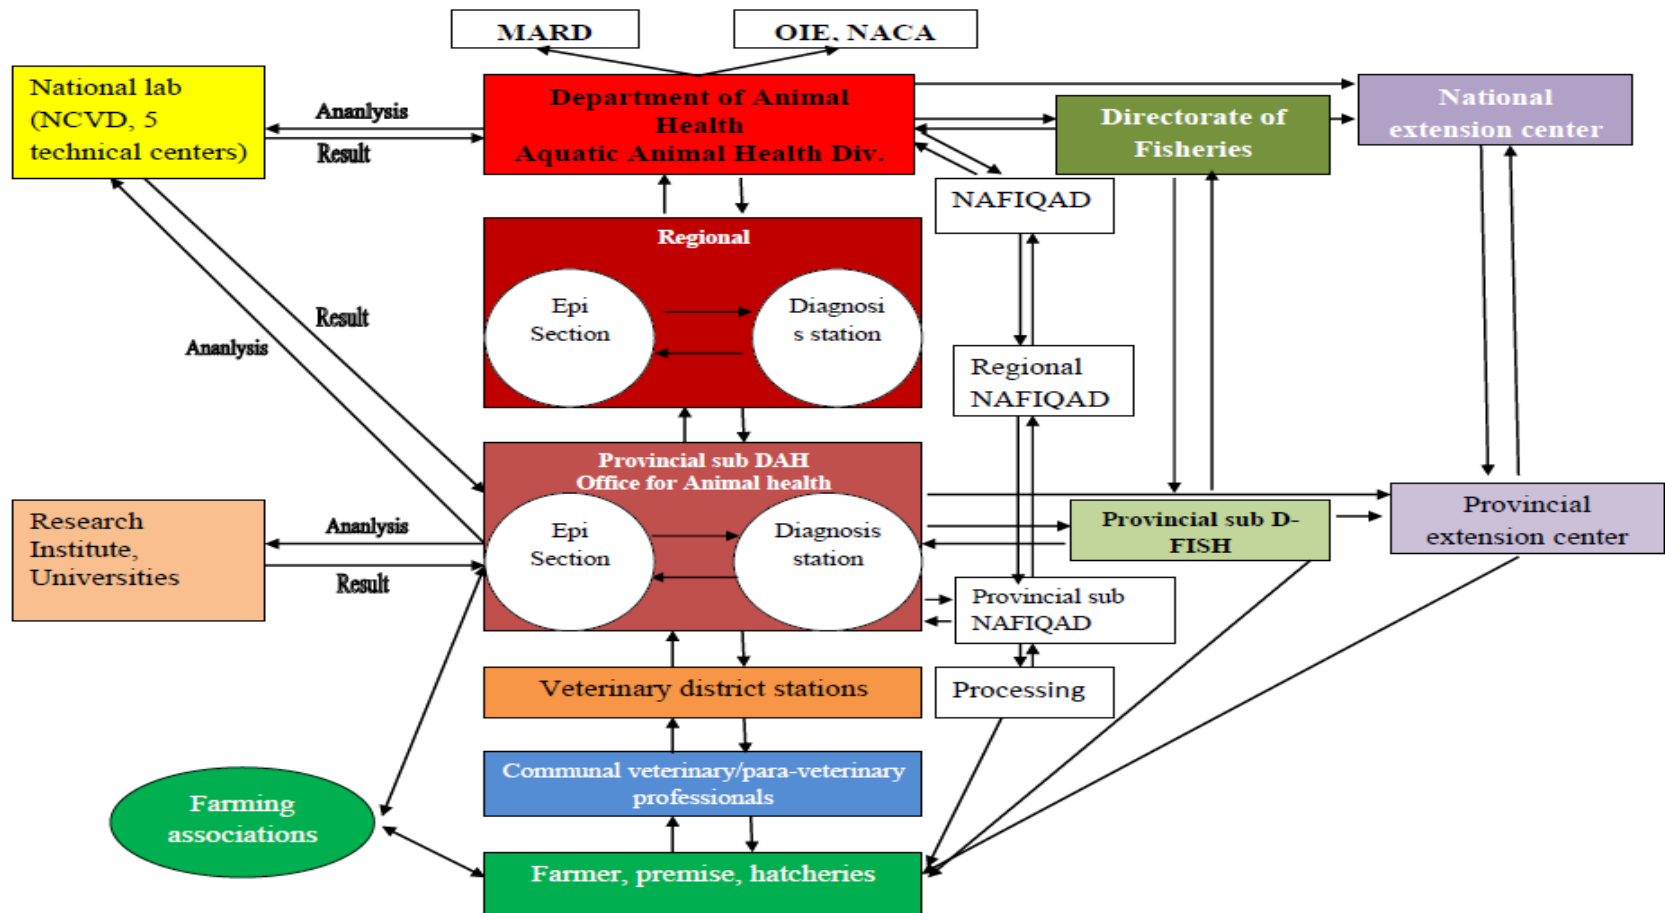 MARD
OIE, NACA
National lab
(NCVD, 5
technical centers)
Ananlysis
Result
Department of Animal
Health
Aquatic Animal Health Div.
Directorate of
Fisheries
National
extension center
NAFIQAD
Regional
Epi
Section
Diagnosi
s station
Result
Ananlysis
Regional
NAFIQAD
Provincial sub DAH
Office for Animal health
Epi
Section
Diagnosis
station
Research
Institute,
Universities
Ananlysis
Result
Provincial sub D-
FISH
Provincial
extension center
Provincial sub
NAFIQAD
Veterinary district stations
Processing
Communal veterinary/para-veterinary
professionals
Farming
associations
Farmer, premise, hatcheries